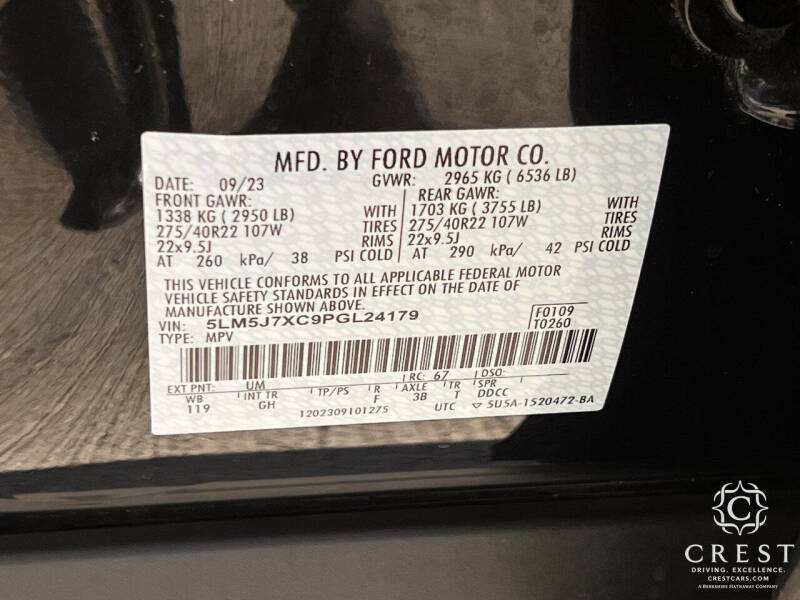 MFD. BY FORD MOTOR CO.
DATE: 09/23 GVWR: 2965 KG ( 6536 LB)
FRONT GAWR: REAR GAWR:
1338 KG ( 2950 LB) WITH 1703 KG ( 3755 LB) WITH
275/40R22 107W TIRES 275/40R22 107W TIRES
22x9.5J RIMS 22x9.5J RIMS
AT 260 kPa/ 38 PSI COLD AT 290 kPa/ 42 PSI COLD
THIS VEHICLE CONFORMS TO ALL APPLICABLE FEDERAL MOTOR
VEHICLE SAFETY STANDARDS IN EFFECT ON THE DATE OF
MANUFACTURE SHOWN ABOVE.
VIN: 5LM5J7XC9PGL24179 F0109
TYPE: MPV T0260
EXT PNT: UM RC: 67 DSO:
WB INT TR TP/PS R AXLE TR SPR
119 GH F 3B T DDCC
1202309101275 UTC ▽ 5U5A-1520472-BA
C
CREST
DRIVING. EXCELLENCE.
CRESTCARS.COM
A BERKSHIRE HATHAWAY COMPANY